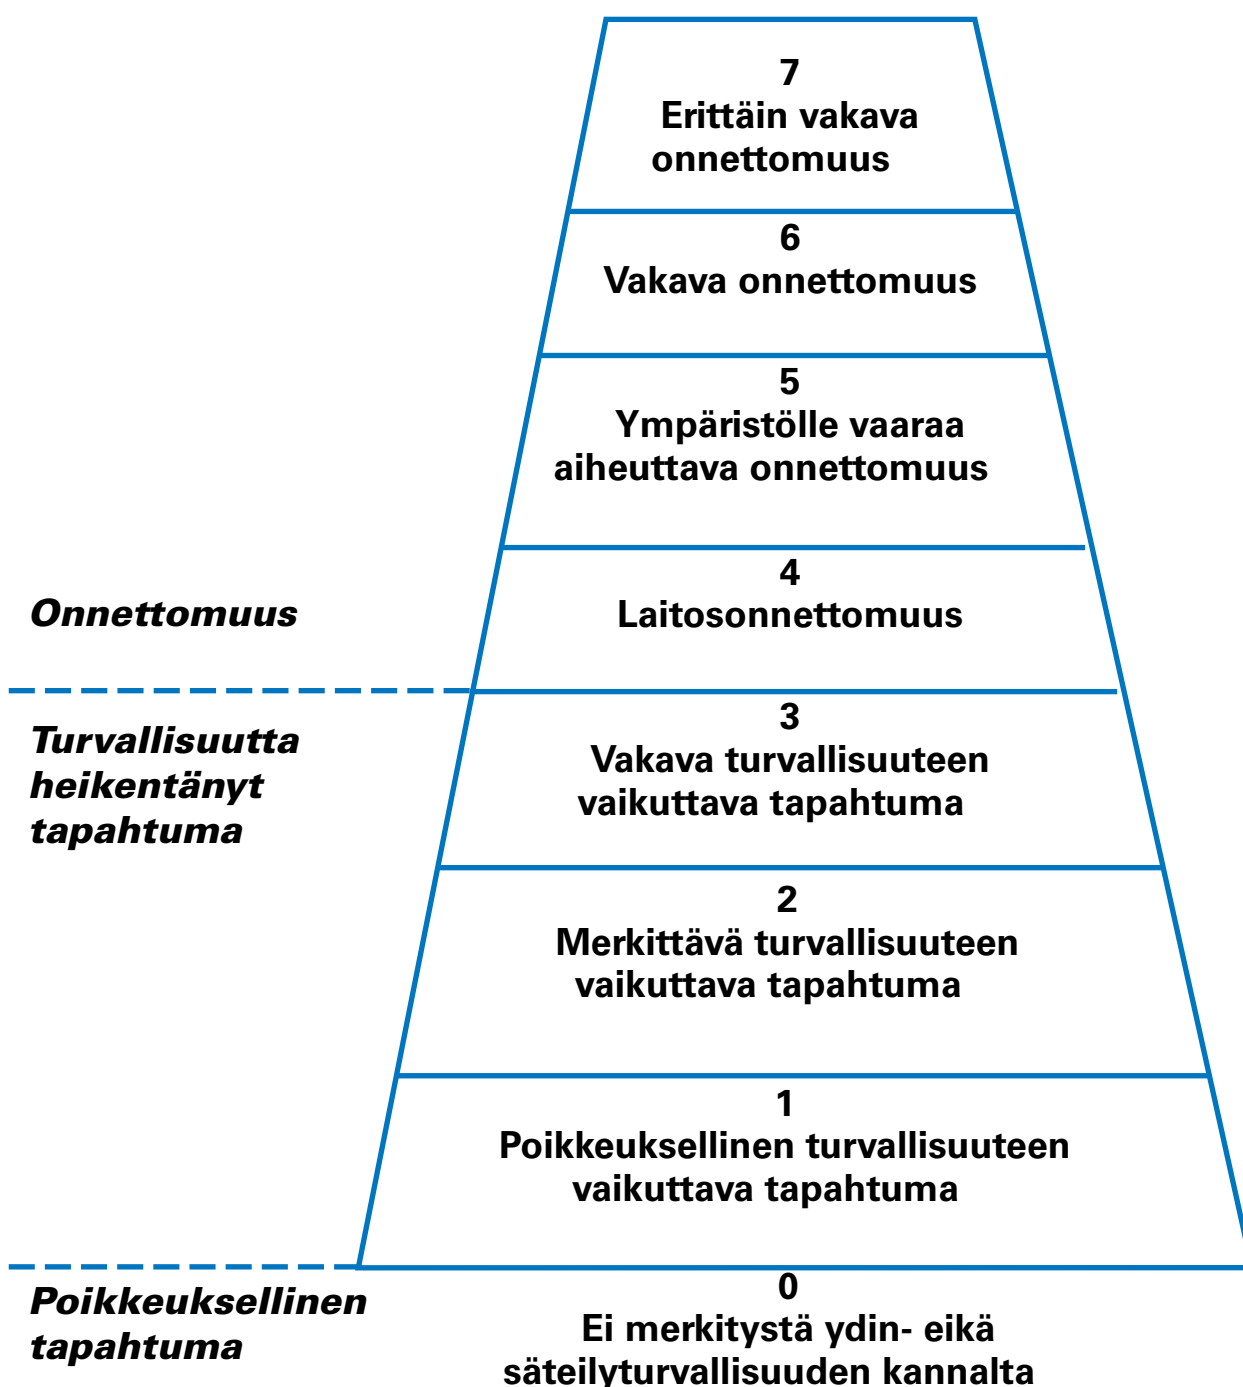 7
Erittäin vakava
onnettomuus
6
Vakava onnettomuus
5
Ympäristölle vaaraa
aiheuttava onnettomuus
4
Laitosonnettomuus
Onnettomuus
3
Vakava turvallisuuteen
vaikuttava tapahtuma
Turvallisuutta
heikentänyt
tapahtuma
2
Merkittävä turvallisuuteen
vaikuttava tapahtuma
1
Poikkeuksellinen turvallisuuteen
vaikuttava tapahtuma
0
Ei merkitystä ydin- eikä
säteilyturvallisuuden kannalta
Poikkeuksellinen
tapahtuma